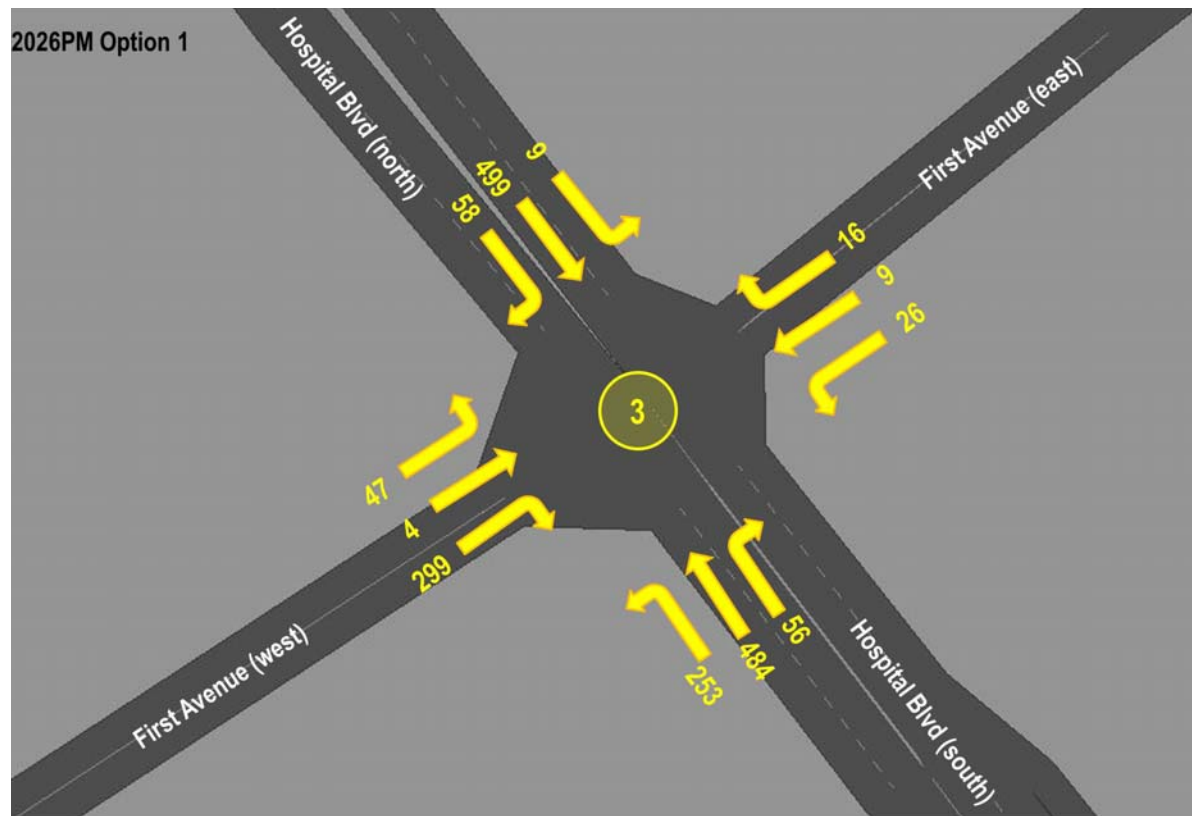 2026PM Option 1
Hospital Blvd (north)
First Avenue (east)
9
499
58
16
9
26
3
47
4
299
56
484
253
First Avenue (west)
Hospital Blvd (south)